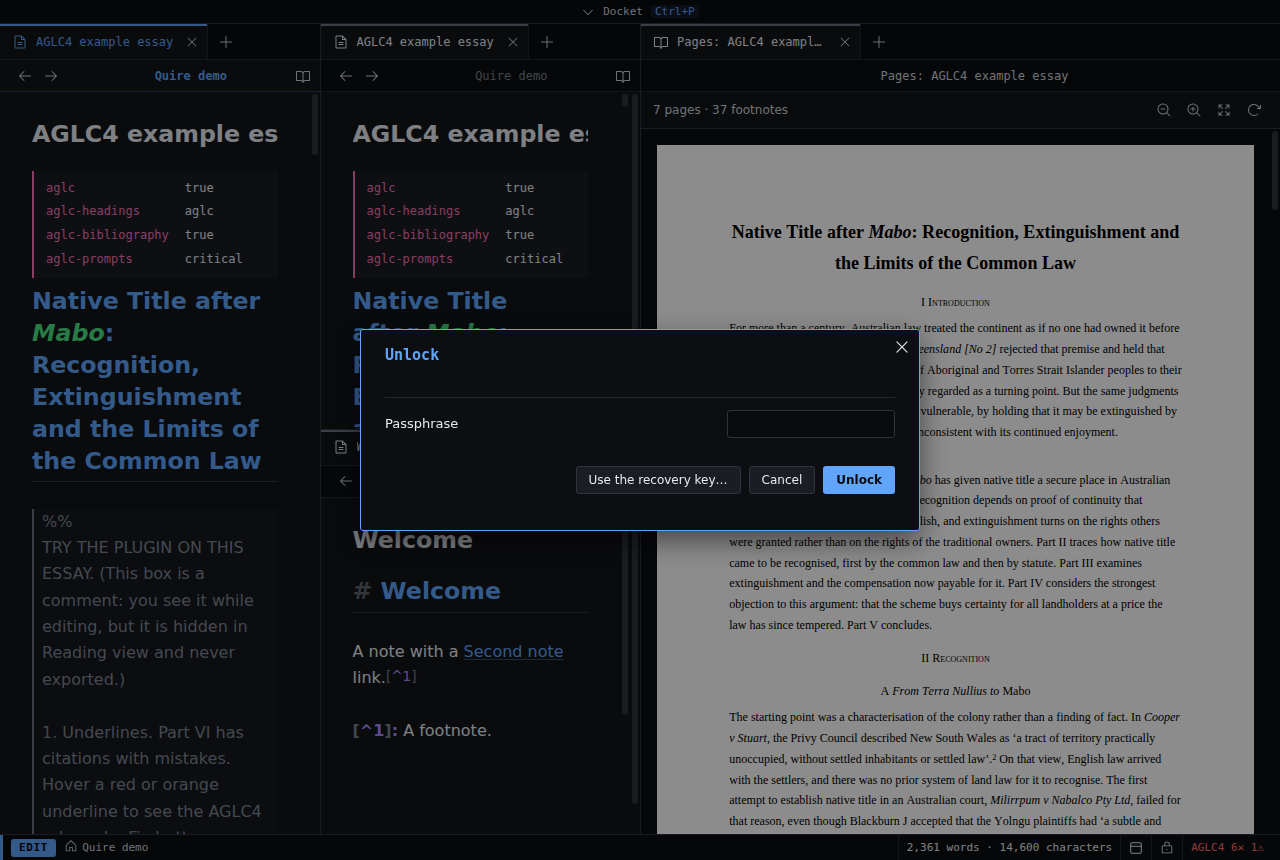 Docket Ctrl+P
AGLC4 example essay
AGLC4 example essay
Pages: AGLC4 exampl…
Quire demo
Quire demo
Pages: AGLC4 example essay
7 pages · 37 footnotes
AGLC4 example es
aglc true
aglc-headings aglc
aglc-bibliography true
aglc-prompts critical
Native Title after
Mabo:
Recognition,
Extinguishment
and the Limits of
the Common Law
%%
TRY THE PLUGIN ON THIS
ESSAY. (This box is a
comment: you see it while
editing, but it is hidden in
Reading view and never
exported.)
1. Underlines. Part VI has
citations with mistakes.
Hover a red or orange
underline to see the AGLC4
AGLC4 example es
aglc true
aglc-headings aglc
aglc-bibliography true
aglc-prompts critical
Native Title
after Mabo:
Welcome
# Welcome
A note with a Second note
link.[^1]
[^1]: A footnote.
Unlock
Passphrase
Use the recovery key…
Cancel
Unlock
Native Title after Mabo: Recognition, Extinguishment and
the Limits of the Common Law
I Introduction
For more than a century, Australian law treated the continent as if no one had owned it before
eensland [No 2] rejected that premise and held that
f Aboriginal and Torres Strait Islander peoples to their
y regarded as a turning point. But the same judgments
vulnerable, by holding that it may be extinguished by
nconsistent with its continued enjoyment.
bo has given native title a secure place in Australian
ecognition depends on proof of continuity that
lish, and extinguishment turns on the rights others
were granted rather than on the rights of the traditional owners. Part II traces how native title
came to be recognised, first by the common law and then by statute. Part III examines
extinguishment and the compensation now payable for it. Part IV considers the strongest
objection to this argument: that the scheme buys certainty for all landholders at a price the
law has since tempered. Part V concludes.
II Recognition
A From Terra Nullius to Mabo
The starting point was a characterisation of the colony rather than a finding of fact. In Cooper
v Stuart, the Privy Council described New South Wales as ‘a tract of territory practically
unoccupied, without settled inhabitants or settled law’.2 On that view, English law arrived
with the settlers, and there was no prior system of land law for it to recognise. The first
attempt to establish native title in an Australian court, Milirrpum v Nabalco Pty Ltd, failed for
that reason, even though Blackburn J accepted that the Yolngu plaintiffs had ‘a subtle and
EDIT Quire demo
2,361 words · 14,600 characters
AGLC4 6× 1⚠